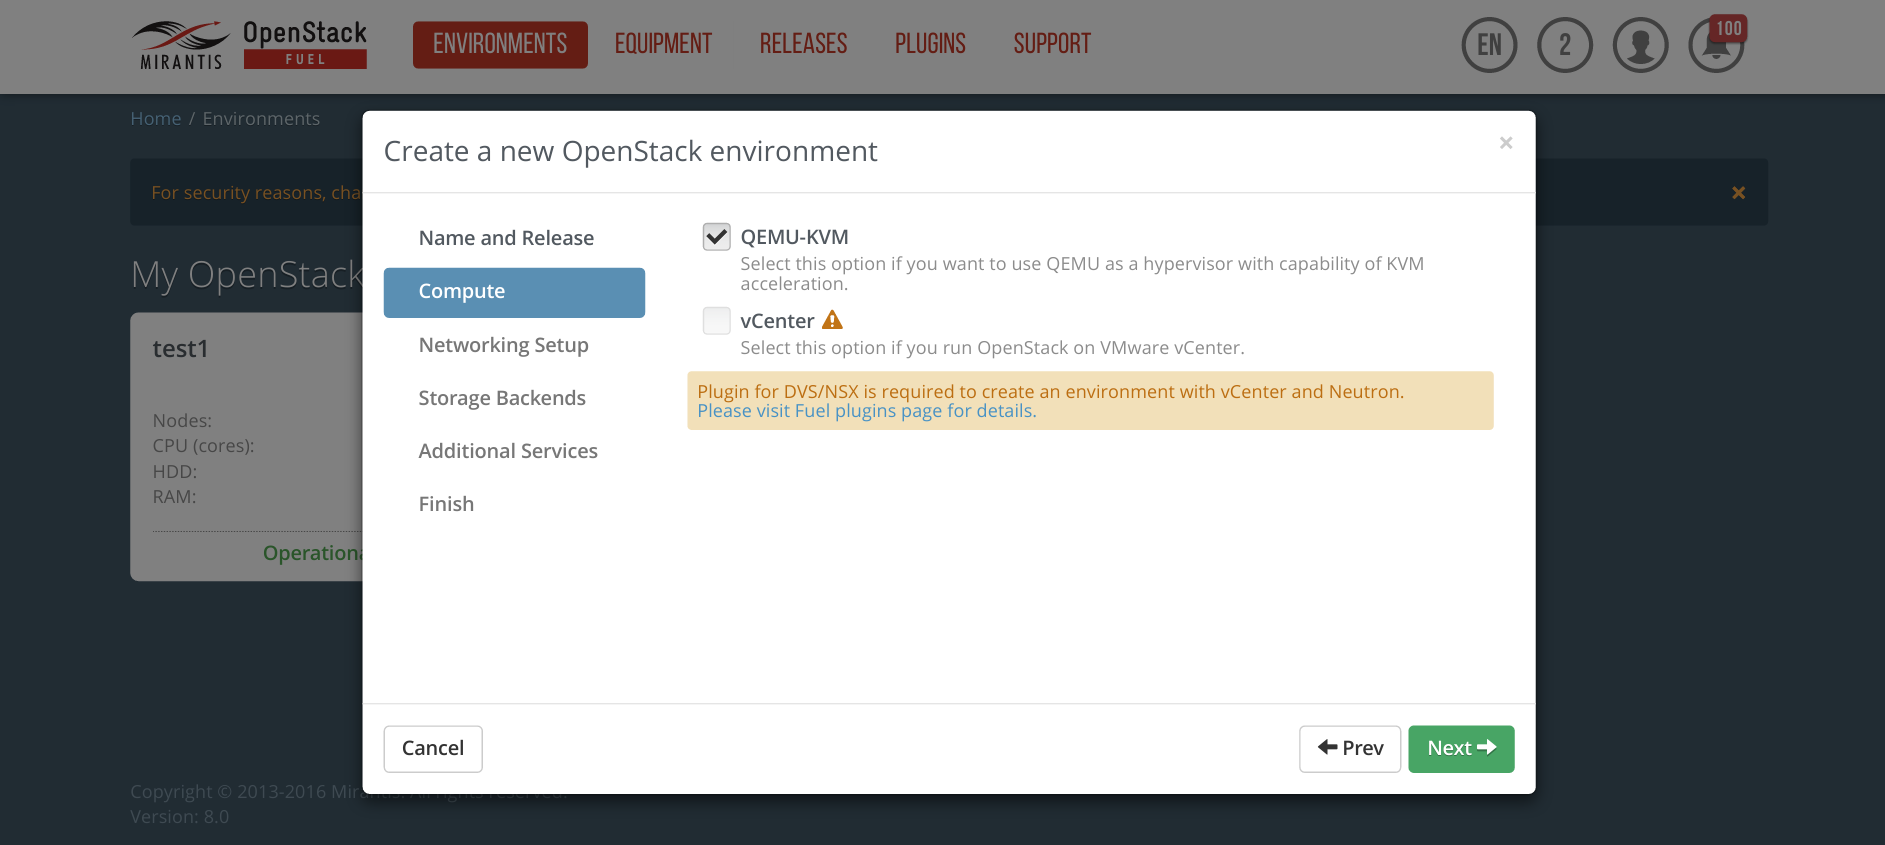 MIRANTIS
OpenStack
FUEL
ENVIRONMENTS
EQUIPMENT
RELEASES
PLUGINS
SUPPORT
EN
2
100
Home / Environments
For security reasons, cha
My OpenStack
test1
Nodes:
CPU (cores):
HDD:
RAM:
Operationa
Create a new OpenStack environment
×
Name and Release
Compute
Networking Setup
Storage Backends
Additional Services
Finish
QEMU-KVM
Select this option if you want to use QEMU as a hypervisor with capability of KVM
acceleration.
vCenter
Select this option if you run OpenStack on VMware vCenter.
Plugin for DVS/NSX is required to create an environment with vCenter and Neutron.
Please visit Fuel plugins page for details.
Cancel
Prev
Next
Copyright © 2013-2016 Mirantis. All rights reserved.
Version: 8.0